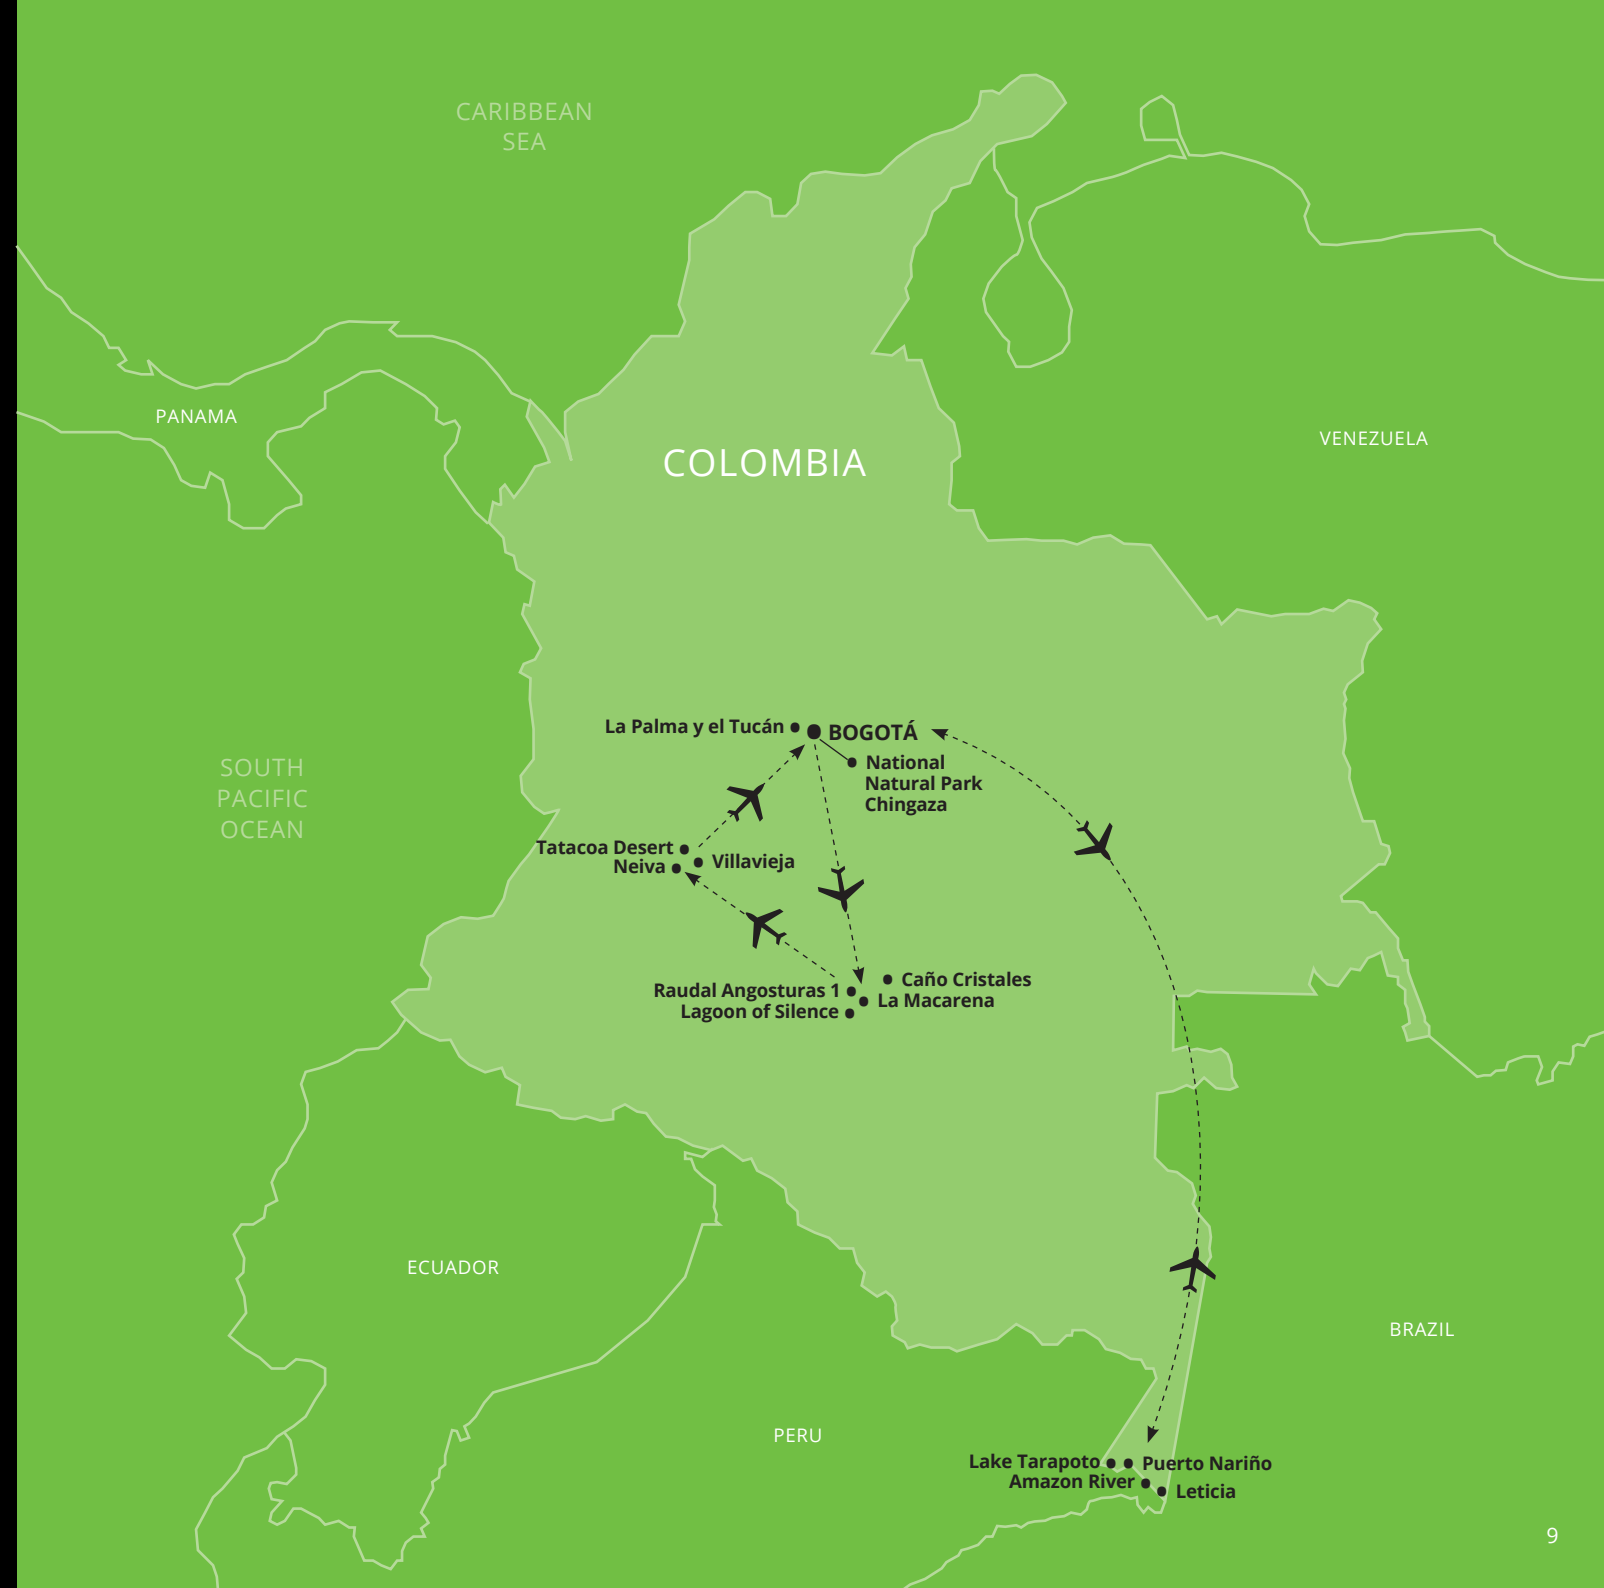 CARIBBEAN
SEA
PANAMA
VENEZUELA
COLOMBIA
SOUTH
PACIFIC
OCEAN
La Palma y el Tucán
BOGOTÁ
National
Natural Park
Chingaza
Tatacoa Desert
Villavieja
Neiva
Caño Cristales
Raudal Angosturas 1
La Macarena
Lagoon of Silence
ECUADOR
BRAZIL
PERU
Lake Tarapoto
Puerto Nariño
Amazon River
Leticia
9